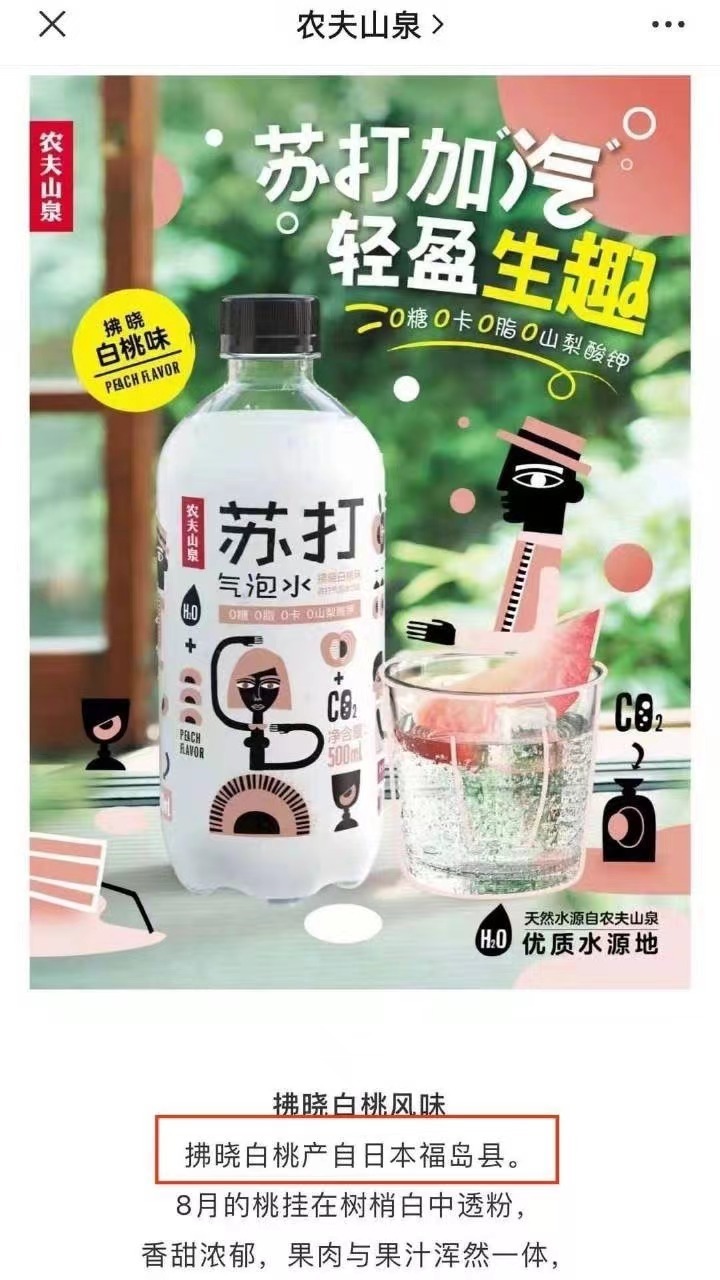 农夫山泉
农夫山泉
苏打加“汽”
轻盈生趣
0糖0卡0脂0山梨酸钾
拂晓
白桃味
PEACH FLAVOR
农夫山泉
苏打
气泡水
拂晓白桃味
0糖 0脂 0卡 0山梨酸钾
H2O
+
PEACH
FLAVOR
+
CO2
净含量:
500mL
CO2
H2O
天然水源自农夫山泉
优质水源地
拂晓白桃风味
拂晓白桃产自日本福岛县。
8月的桃挂在树梢白中透粉，
香甜浓郁，果肉与果汁浑然一体，